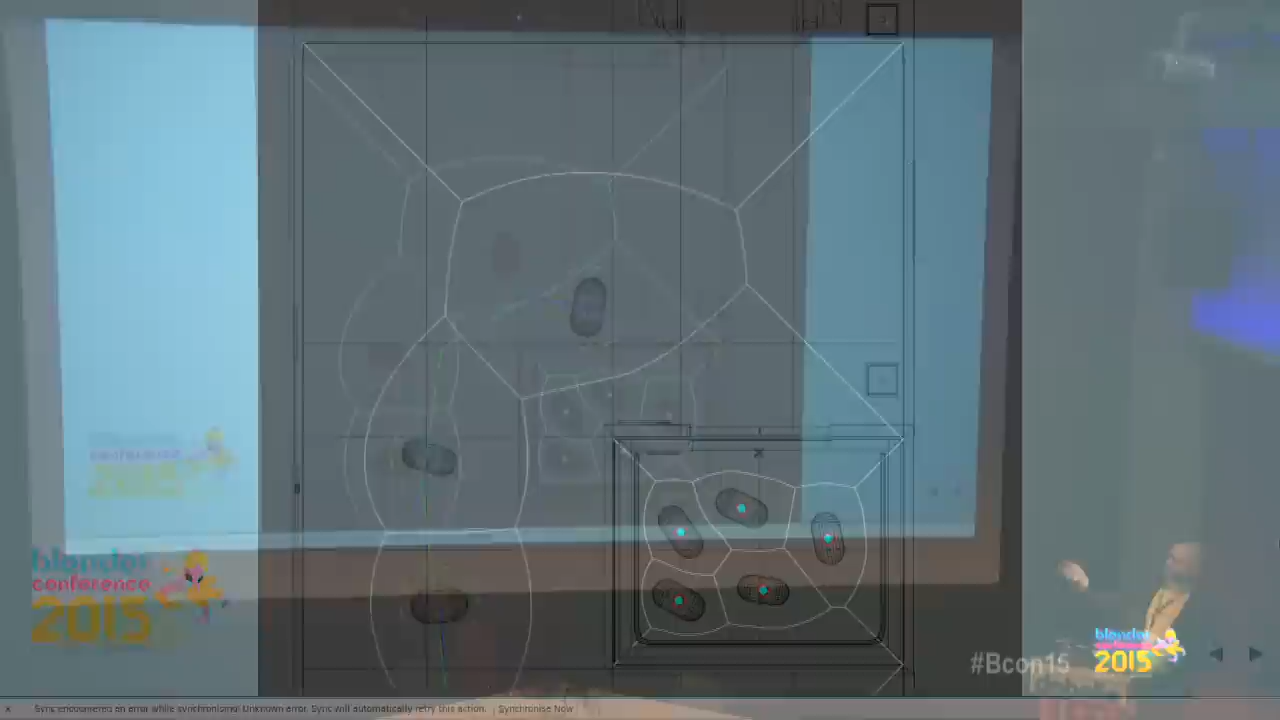 blender
conference
2015
#Bcon15
blender
conference
2015
x Sync encountered an error while synchronising: Unknown error. Sync will automatically retry this action. Synchronise Now